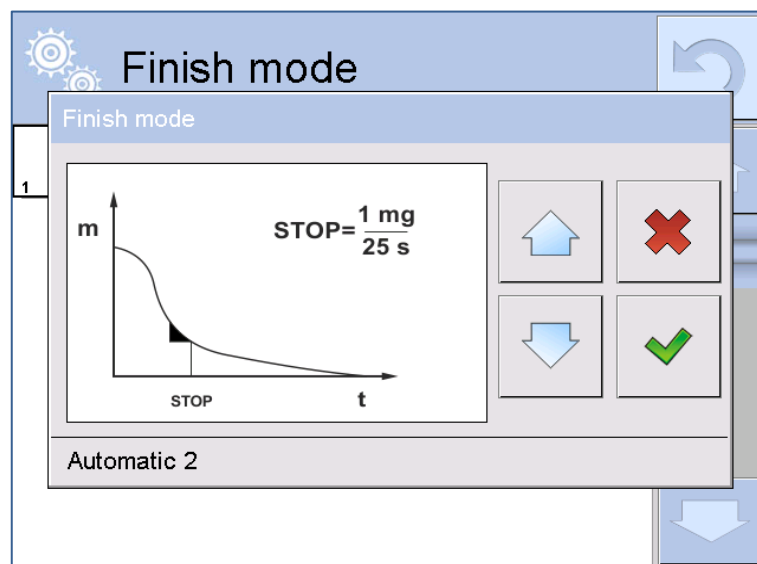 Finish mode
Finish mode
1
m
STOP= 1 mg
25 s
STOP
t
Automatic 2